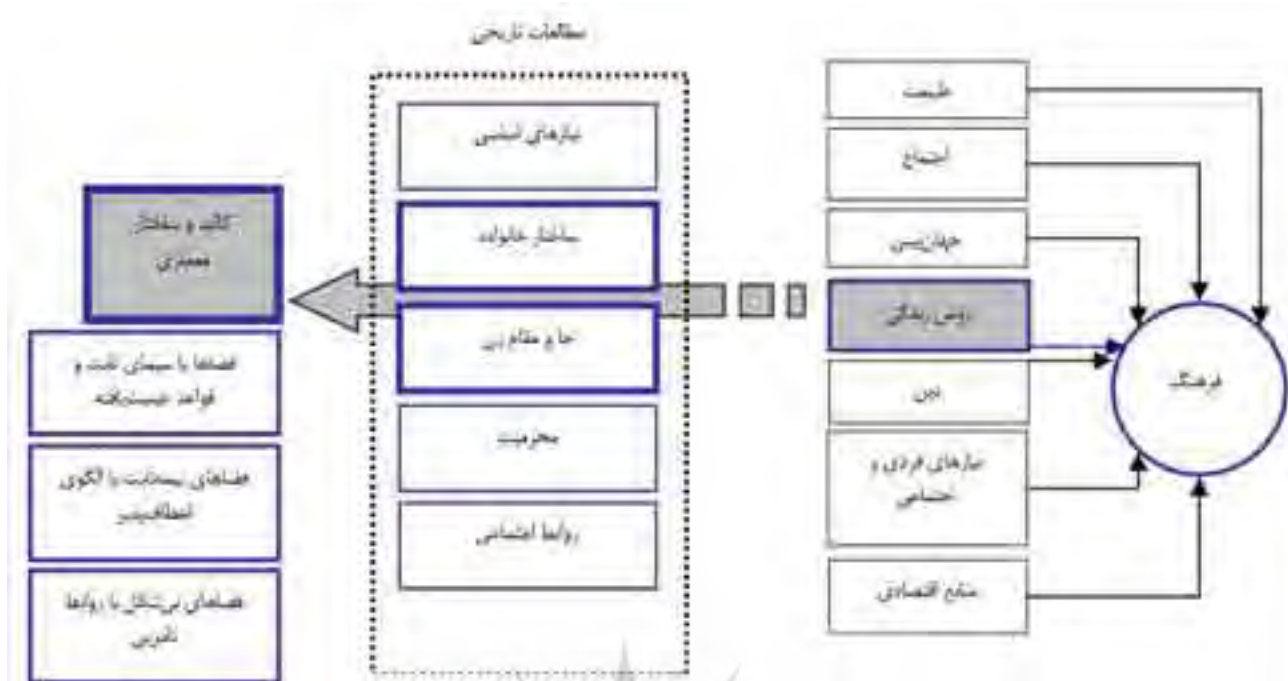 مطالعات تاریخی
طبیعت
اجتماع
جهان‌بینی
روش زندگی
دین
نیازهای فردی و
اجتماعی
منابع اقتصادی
فرهنگ
نیازهای اساسی
ساختار خانواده
جا و مقام زن
محرمیت
روابط اجتماعی
کالبد و ساختار
معماری
فضاها با سیمای ثابت و
قواعد عینیت‌یافته
فضاهای نیمه‌ثابت با الگوی
انعطاف‌پذیر
فضاهای بی‌شکل با روابط